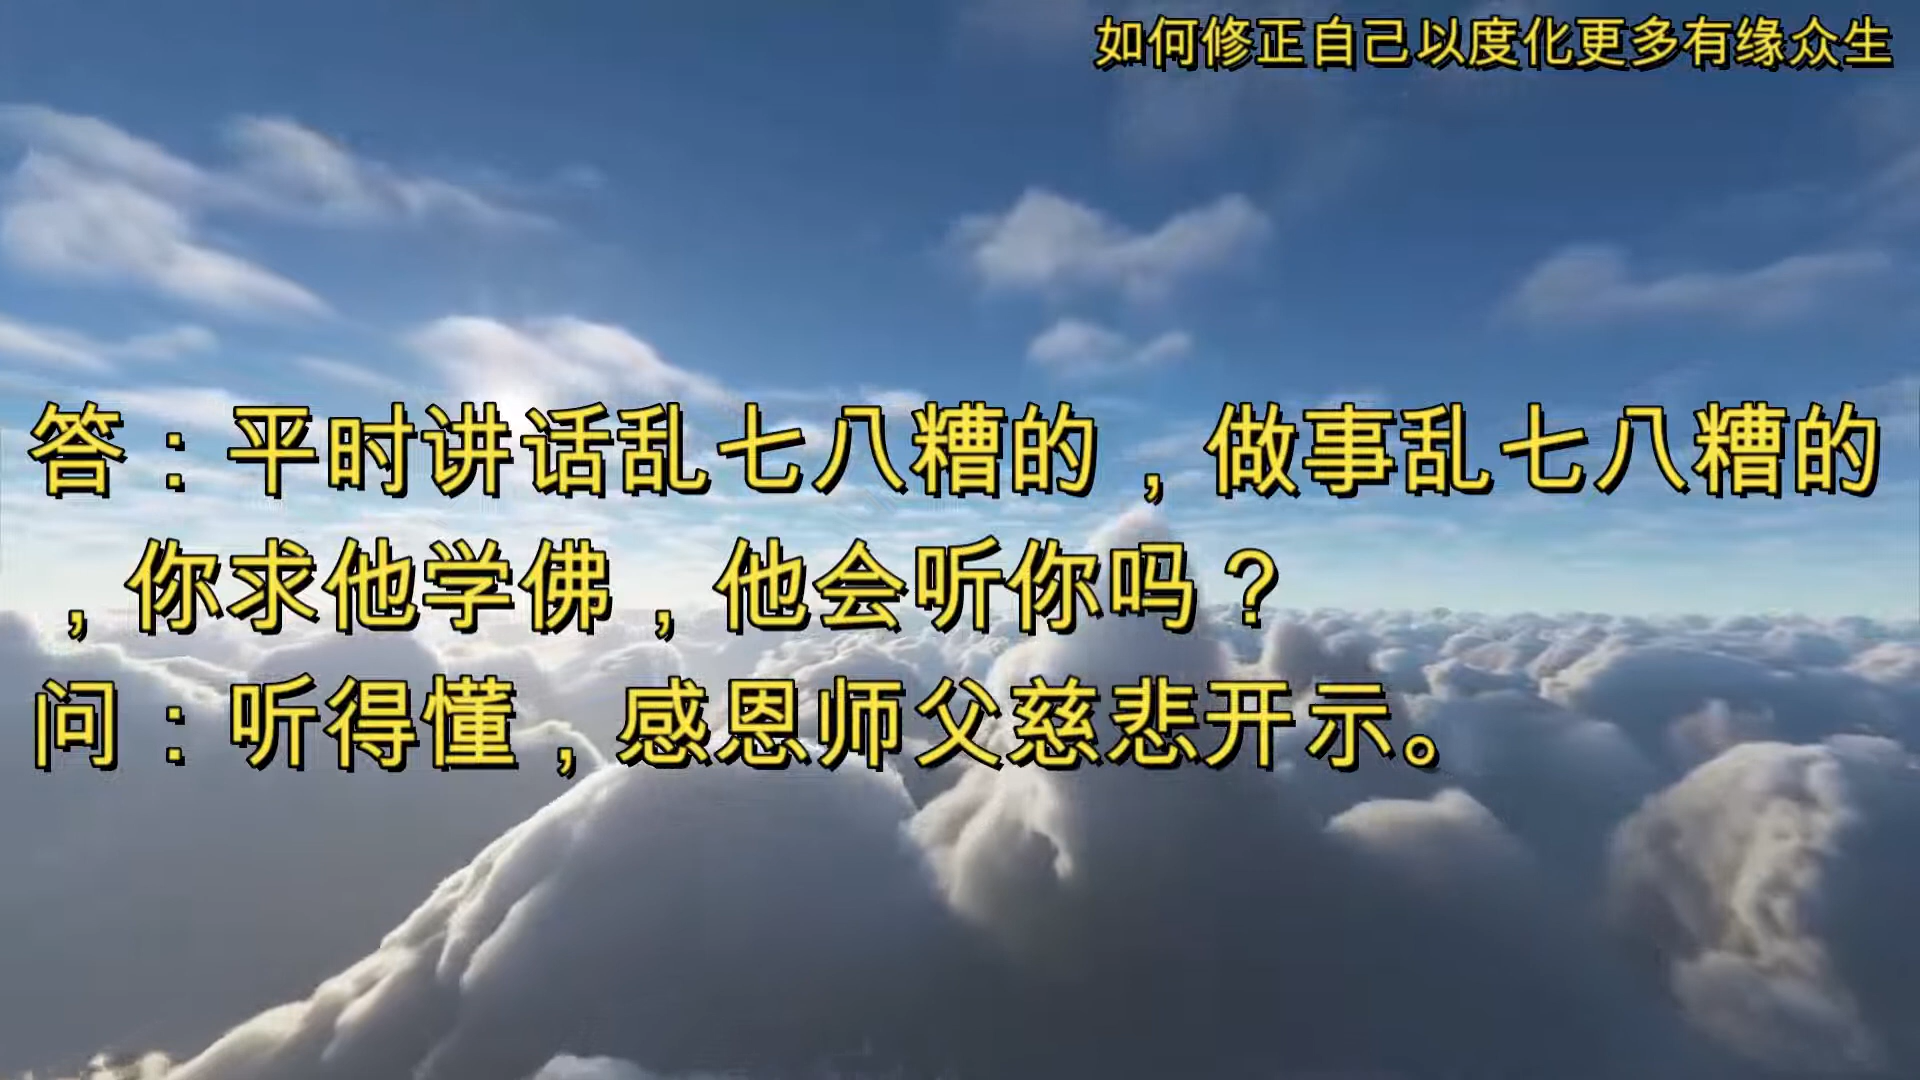 如何修正自己以度化更多有缘众生
答：平时讲话乱七八糟的，做事乱七八糟的
，你求他学佛，他会听你吗？
问：听得懂，感恩师父慈悲开示。